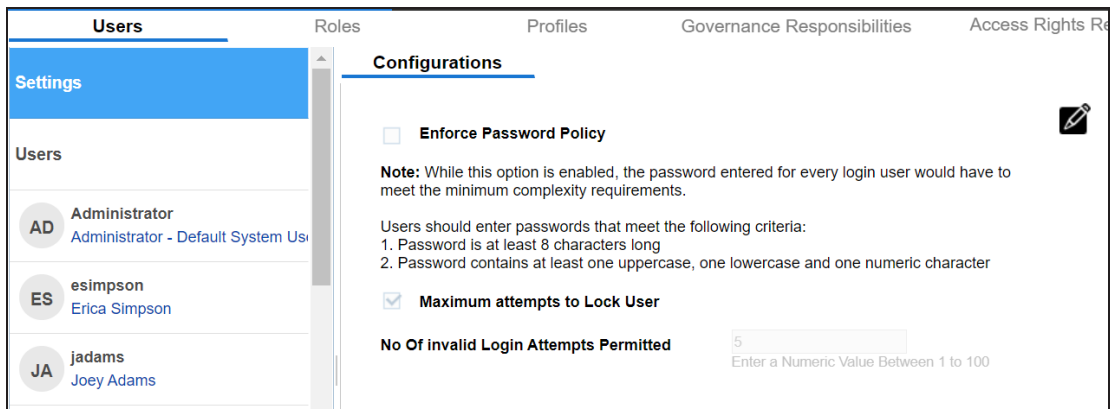 Users
Roles
Profiles
Governance Responsibilities
Access Rights Re
Settings
Users
AD
Administrator
Administrator - Default System Use
ES
esimpson
Erica Simpson
JA
jadams
Joey Adams
Configurations
Enforce Password Policy
Note: While this option is enabled, the password entered for every login user would have to
meet the minimum complexity requirements.
Users should enter passwords that meet the following criteria:
1. Password is at least 8 characters long
2. Password contains at least one uppercase, one lowercase and one numeric character
Maximum attempts to Lock User
No Of invalid Login Attempts Permitted
5
Enter a Numeric Value Between 1 to 100